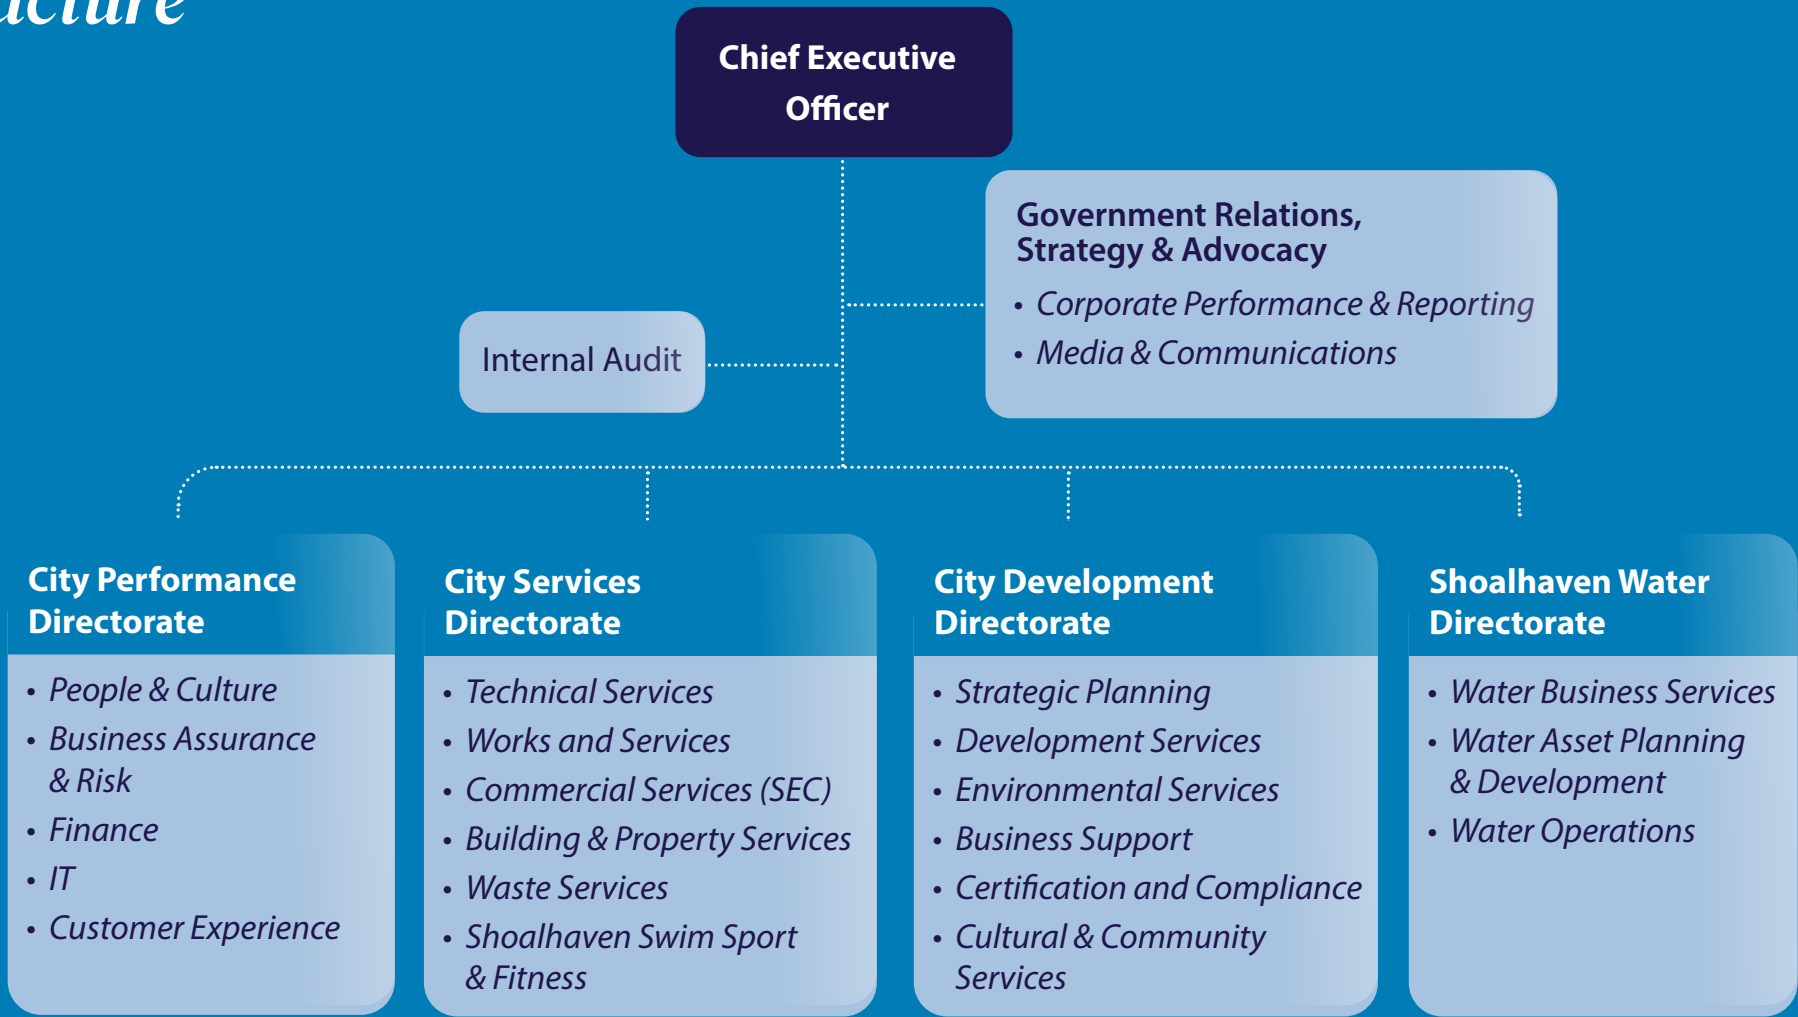 Chief Executive
Officer
Government Relations,
Strategy & Advocacy
• Corporate Performance & Reporting
• Media & Communications
Internal Audit
City Performance
Directorate
• People & Culture
• Business Assurance
& Risk
• Finance
• IT
• Customer Experience
City Services
Directorate
• Technical Services
• Works and Services
• Commercial Services (SEC)
• Building & Property Services
• Waste Services
• Shoalhaven Swim Sport
& Fitness
City Development
Directorate
• Strategic Planning
• Development Services
• Environmental Services
• Business Support
• Certification and Compliance
• Cultural & Community
Services
Shoalhaven Water
Directorate
• Water Business Services
• Water Asset Planning
& Development
• Water Operations